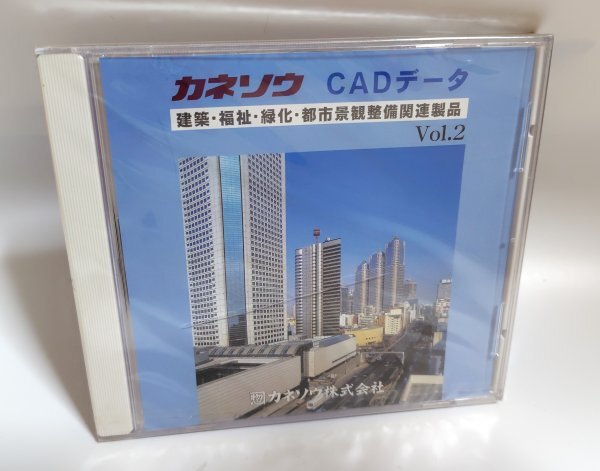 カネソウ CADデータ
建築・福祉・緑化・都市景観整備関連製品
Vol.2
カネソウ株式会社